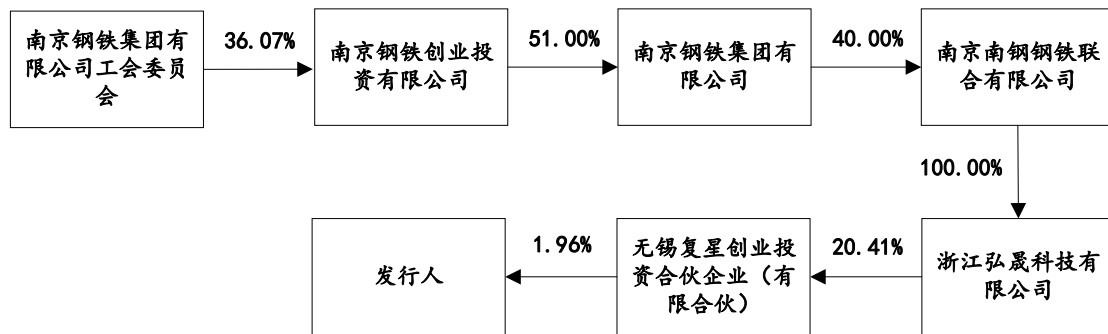 南京钢铁集团有
限公司工会委员
会
36.07%
南京钢铁创业投
资有限公司
51.00%
南京钢铁集团有
限公司
40.00%
南京南钢钢铁联
合有限公司
100.00%
发行人
1.96%
无锡复星创业投
资合伙企业（有
限合伙）
20.41%
浙江弘晟科技有
限公司